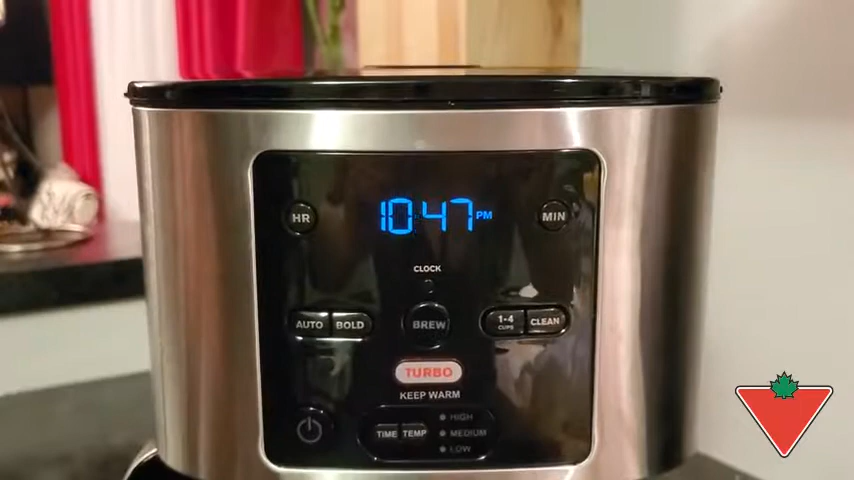 HR
10:47 PM
MIN
CLOCK
AUTO BOLD
BREW
1-4 CUPS
CLEAN
TURBO
KEEP WARM
TIME TEMP
HIGH
MEDIUM
LOW